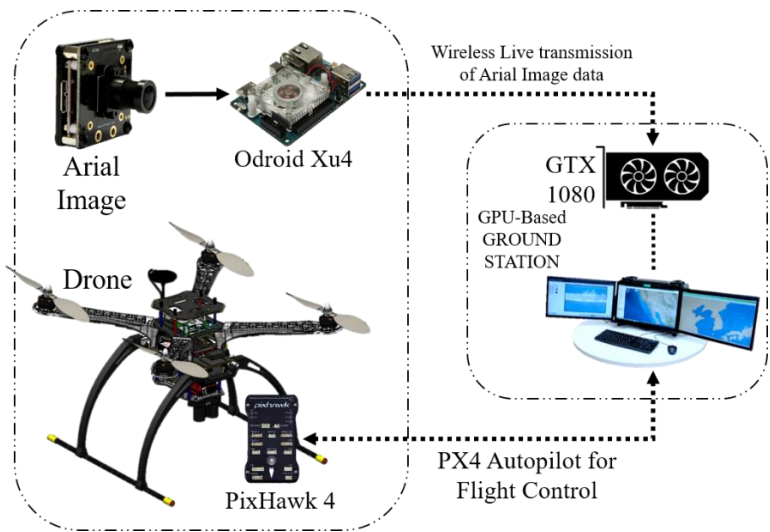 Arial
Image
Odroid Xu4
Wireless Live transmission
of Arial Image data
GTX
1080
GPU-Based
GROUND
STATION
Drone
pixhawk
PixHawk 4
PX4 Autopilot for
Flight Control